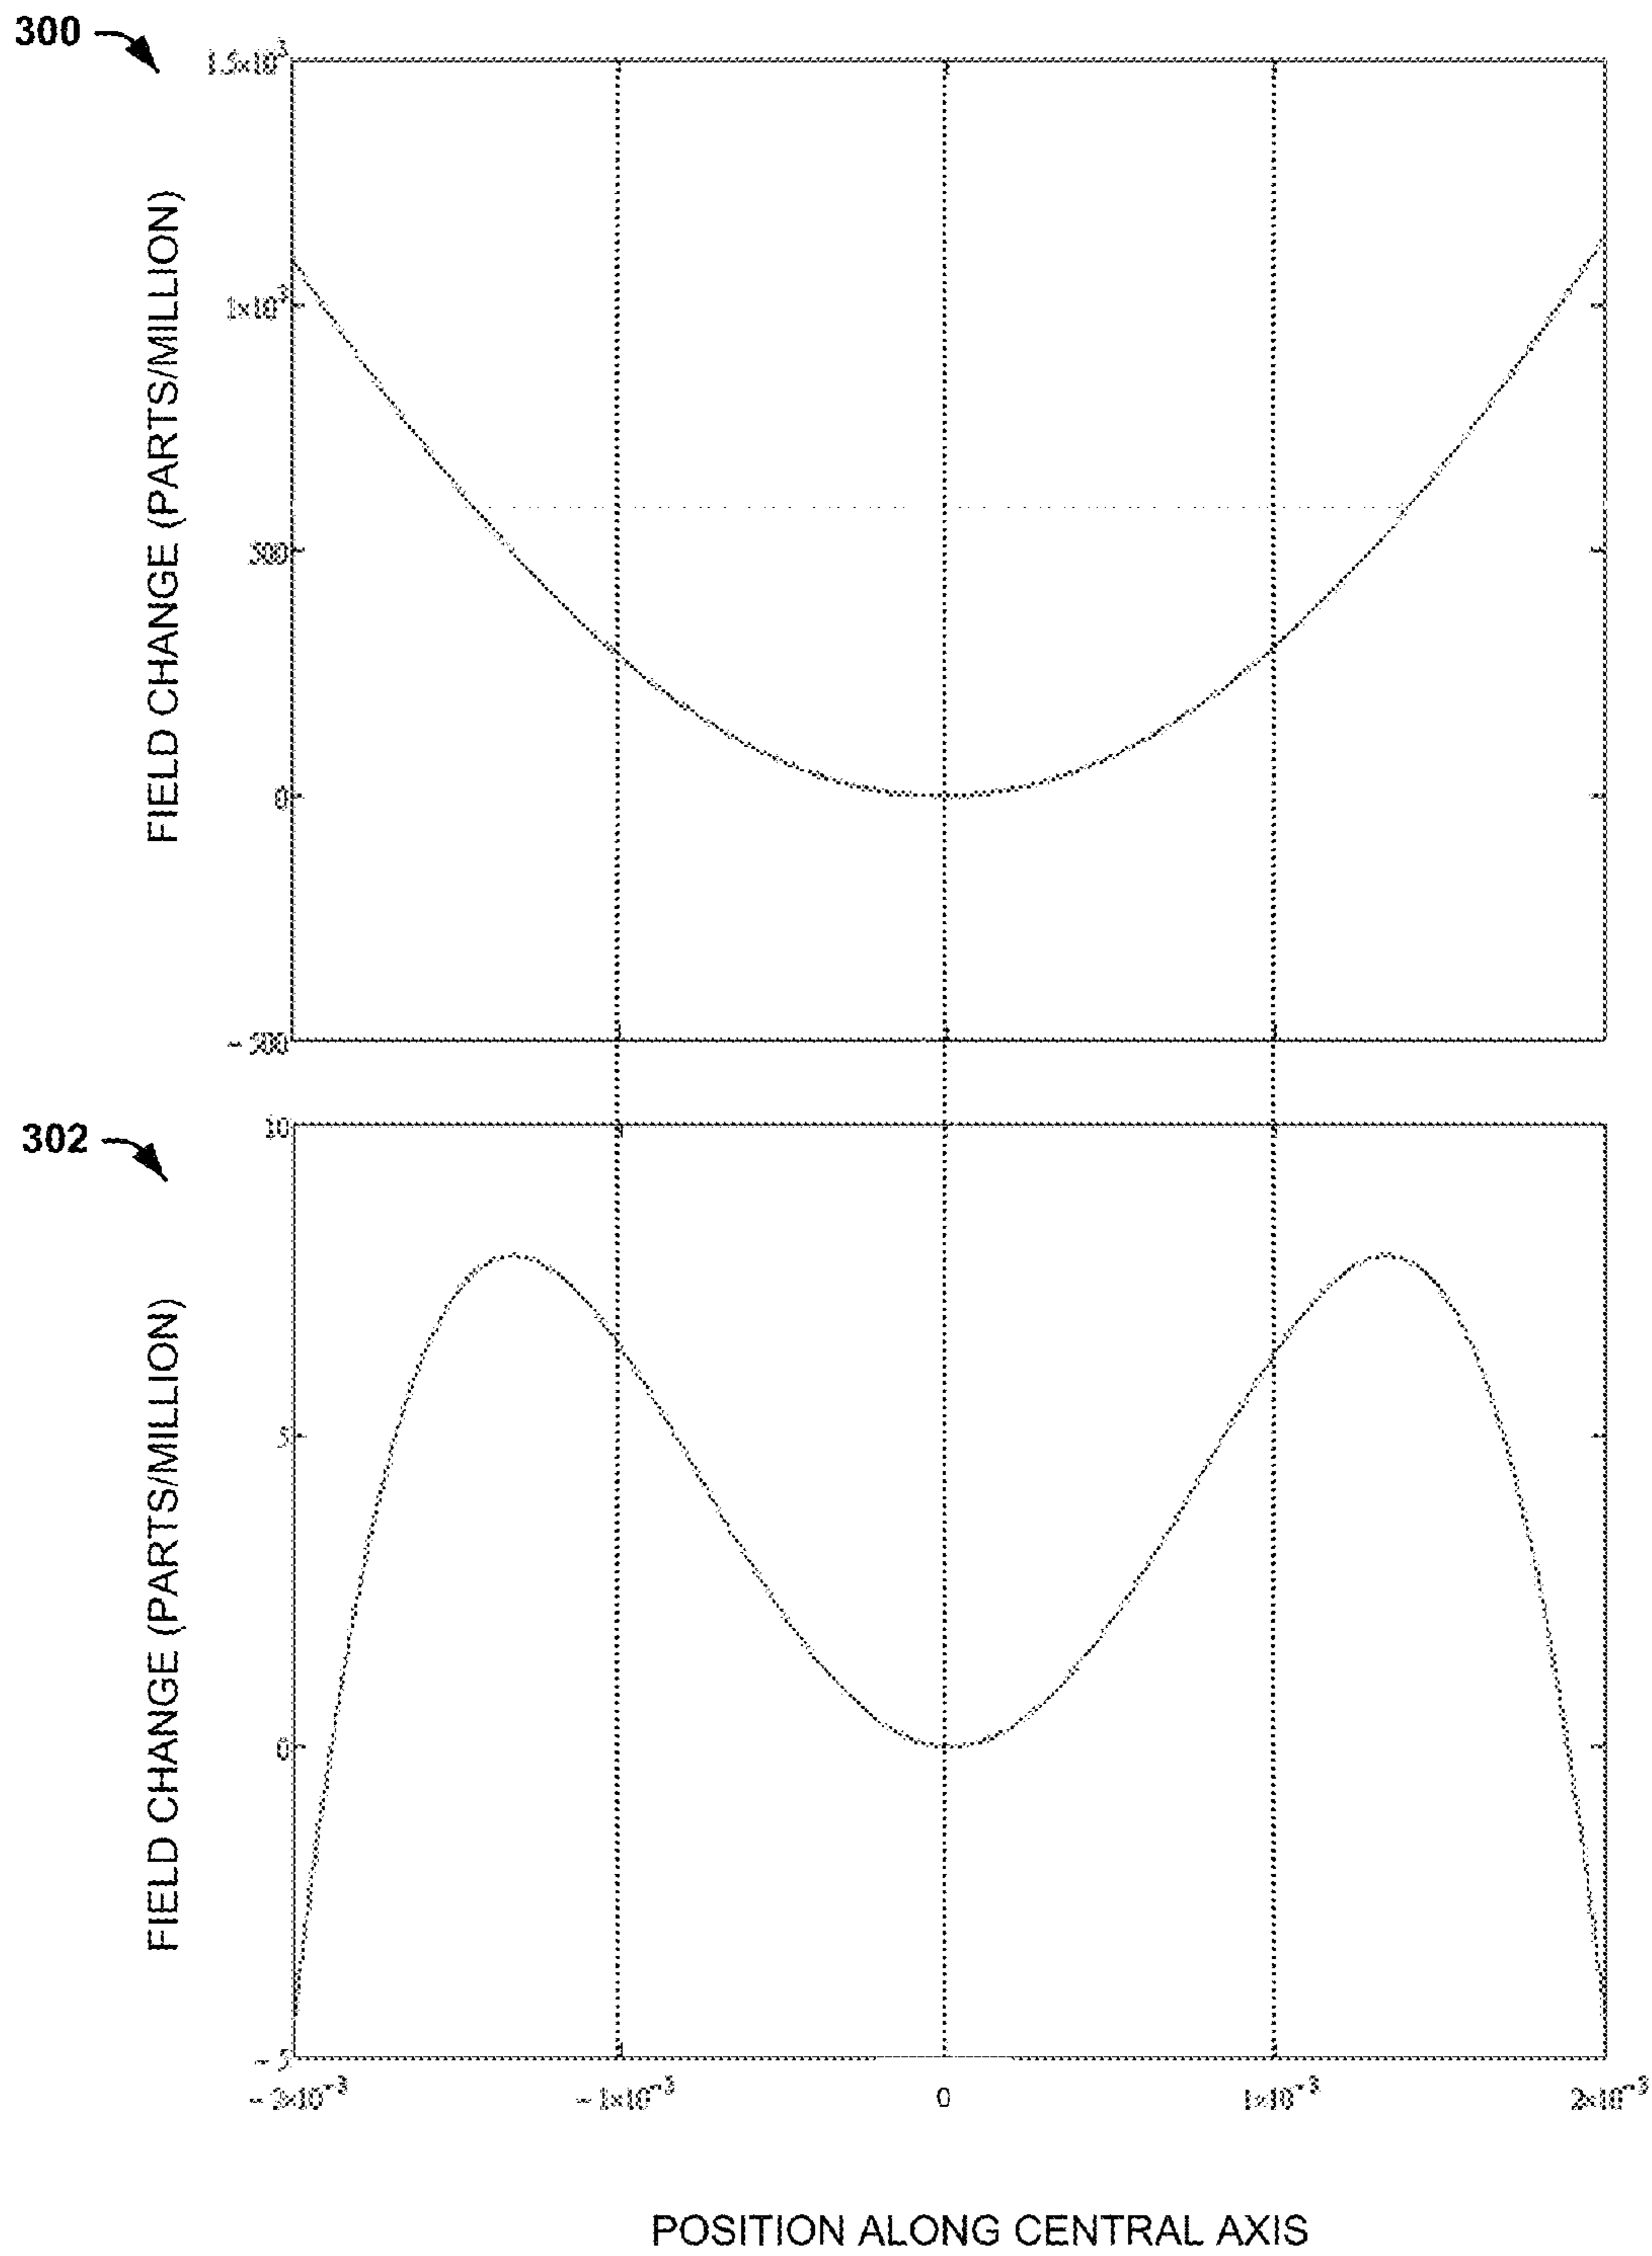 300
1.5×10³
FIELD CHANGE (PARTS/MILLION)
1×10³
500
0
-500
302
10
FIELD CHANGE (PARTS/MILLION)
5
0
-5
-2×10⁻³ -1×10⁻³ 0 1×10⁻³ 2×10⁻³
POSITION ALONG CENTRAL AXIS